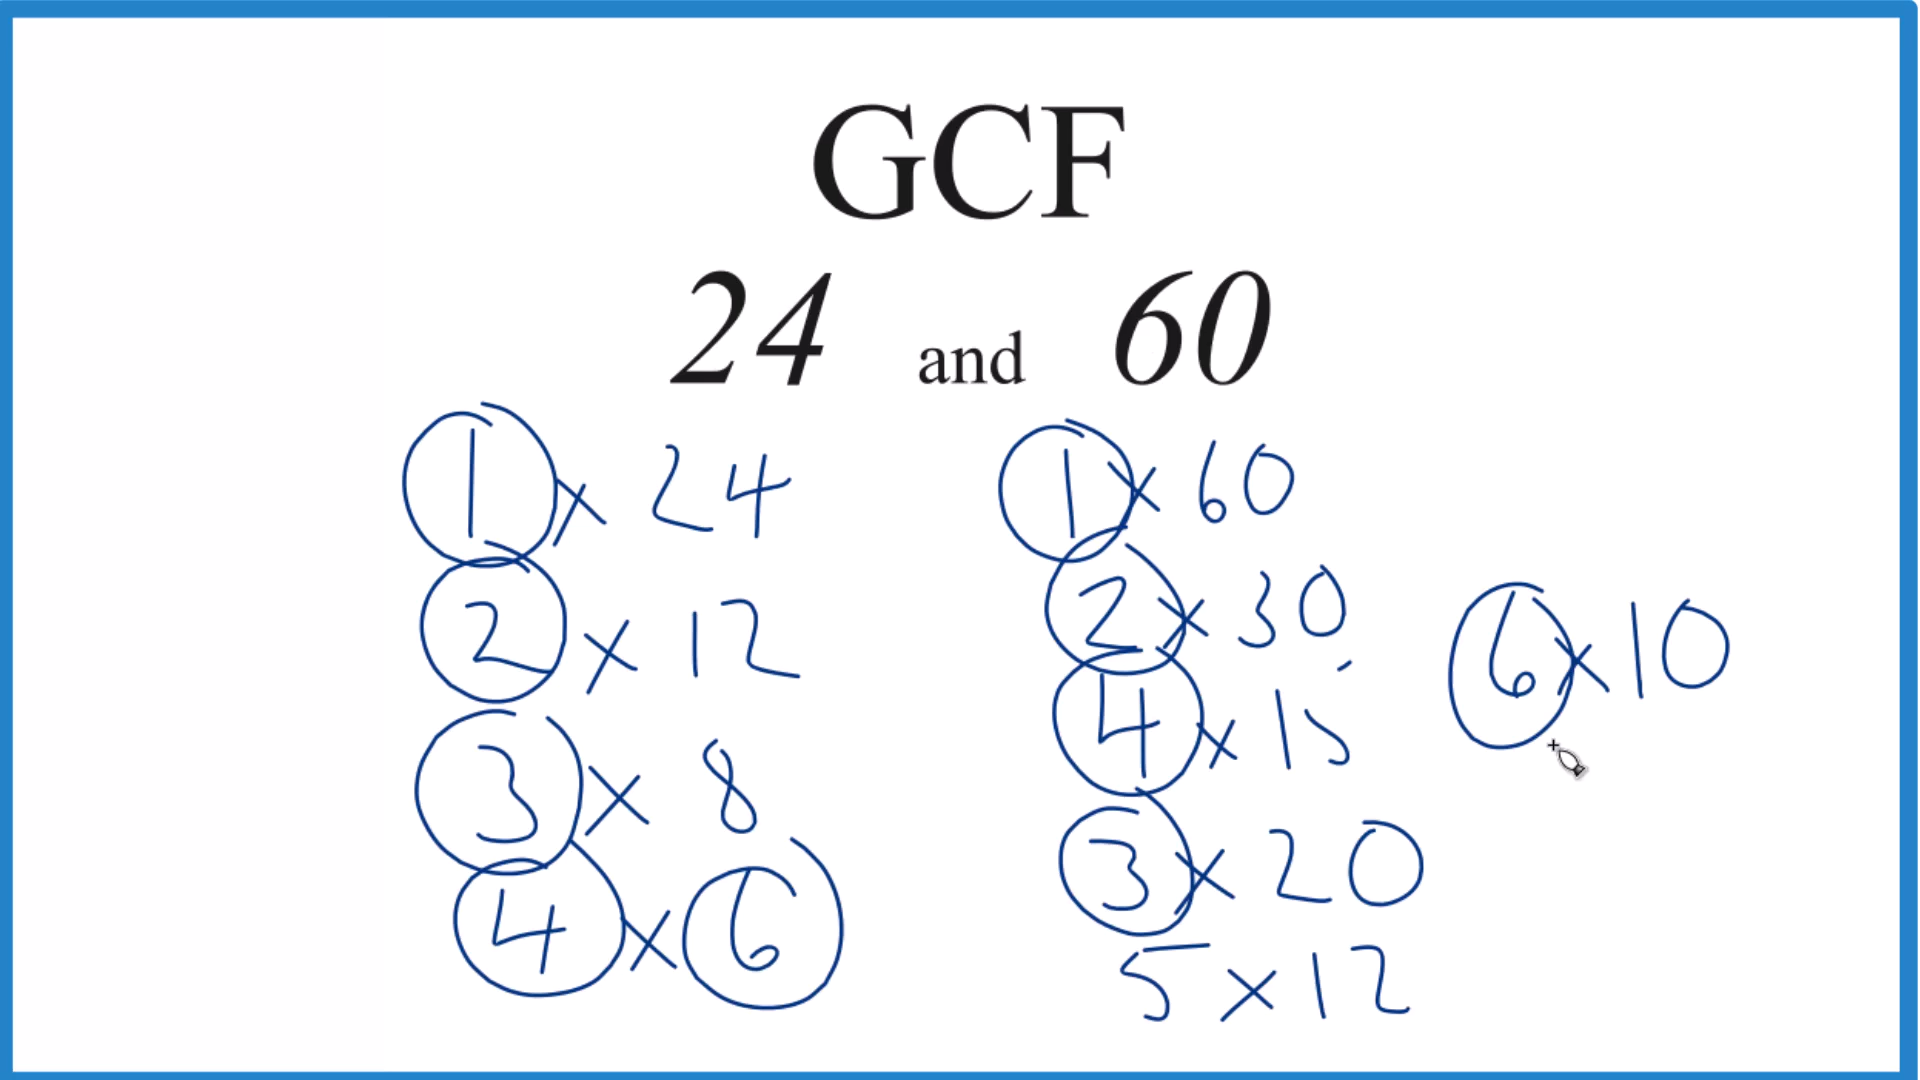 GCF
24 and 60
1 x 24
2 x 12
3 x 8
4 x 6
1 x 60
2 x 30
4 x 15
3 x 20
5 x 12
6 x 10